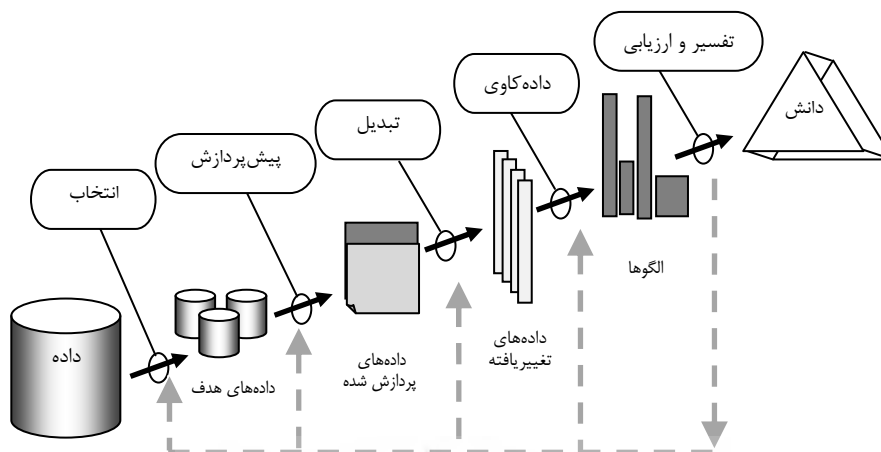 تفسیر و ارزیابی
داده‌کاوی
تبدیل
پیش‌پردازش
انتخاب
داده
داده‌های هدف
داده‌های
پردازش شده
داده‌های
تغییریافته
الگوها
دانش